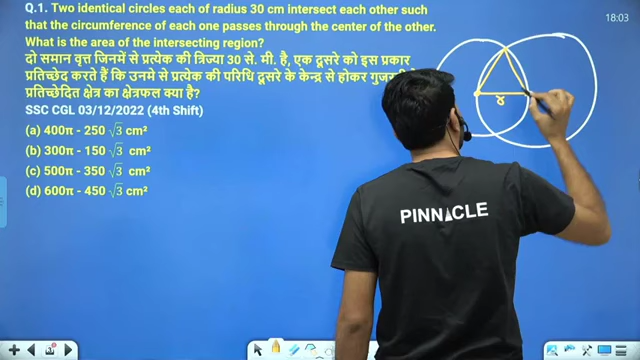 Q.1. Two identical circles each of radius 30 cm intersect each other such
that the circumference of each one passes through the center of the other.
What is the area of the intersecting region?
दो समान वृत्त जिनमें से प्रत्येक की त्रिज्या 30 से. मी. है, एक दूसरे को इस प्रकार
प्रतिच्छेद करते हैं कि उनमे से प्रत्येक की परिधि दूसरे के केन्द्र से होकर
प्रतिच्छेदित क्षेत्र का क्षेत्रफल क्या है?
SSC CGL 03/12/2022 (4th Shift)
(a) 400π - 250 √3 cm²
(b) 300π - 150 √3 cm²
(c) 500π - 350 √3 cm²
(d) 600π - 450 √3 cm²
18:03
PINNACLE